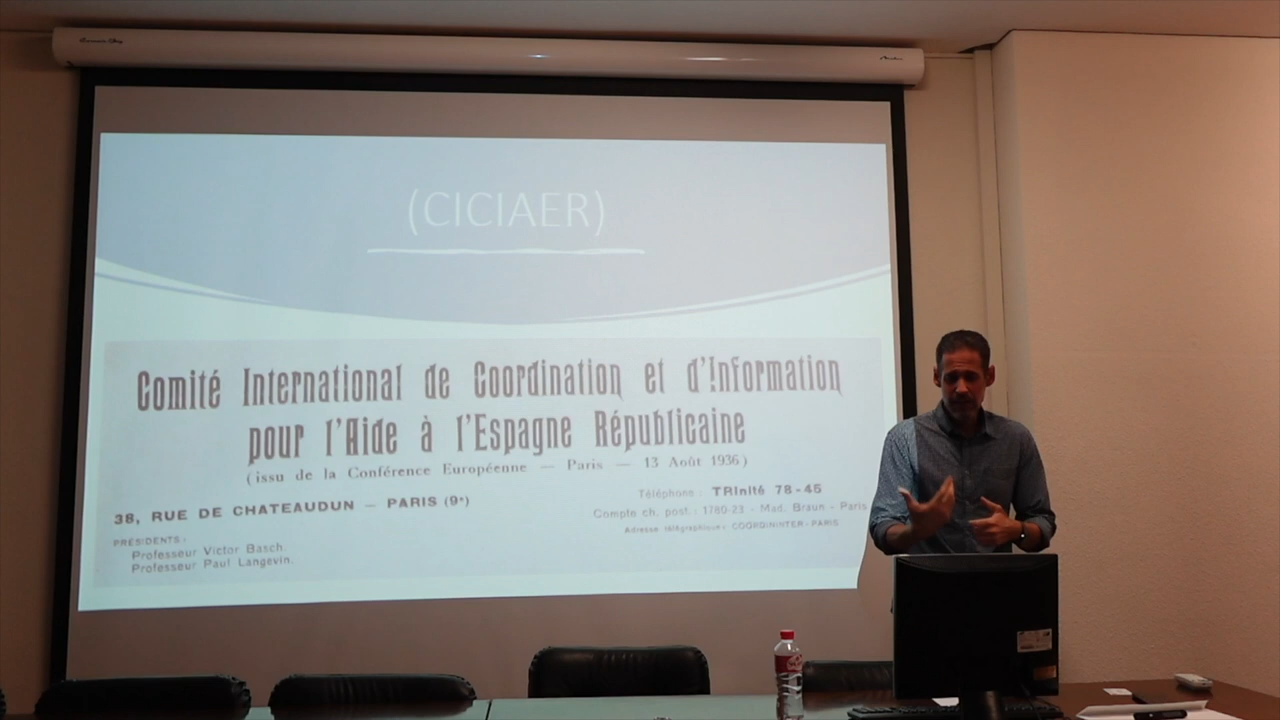 (CICIAER)
Comité International de Coordination et d'Information
pour l'Aide à l'Espagne Républicaine
(issu de la Conférence Européenne — Paris — 13 Août 1936)
38, RUE DE CHATEAUDUN — PARIS (9e)
PRÉSIDENTS :
Professeur Victor Basch.
Professeur Paul Langevin.
Téléphone : TRInité 78-45
Compte ch. post. : 1780-23 - Mad. Braun - Paris
Adresse télégraphique : COORDININTER-PARIS